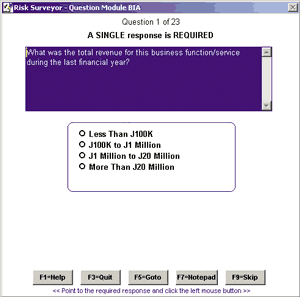 Risk Surveyor - Question Module BIA
Question 1 of 23
A SINGLE response is REQUIRED
What was the total revenue for this business function/service
during the last financial year?
Less Than J100K
J100K to J1 Million
J1 Million to J20 Million
More Than J20 Million
F1=Help F3=Quit F5=Goto F7=Notepad F9=Skip
<< Point to the required response and click the left mouse button >>